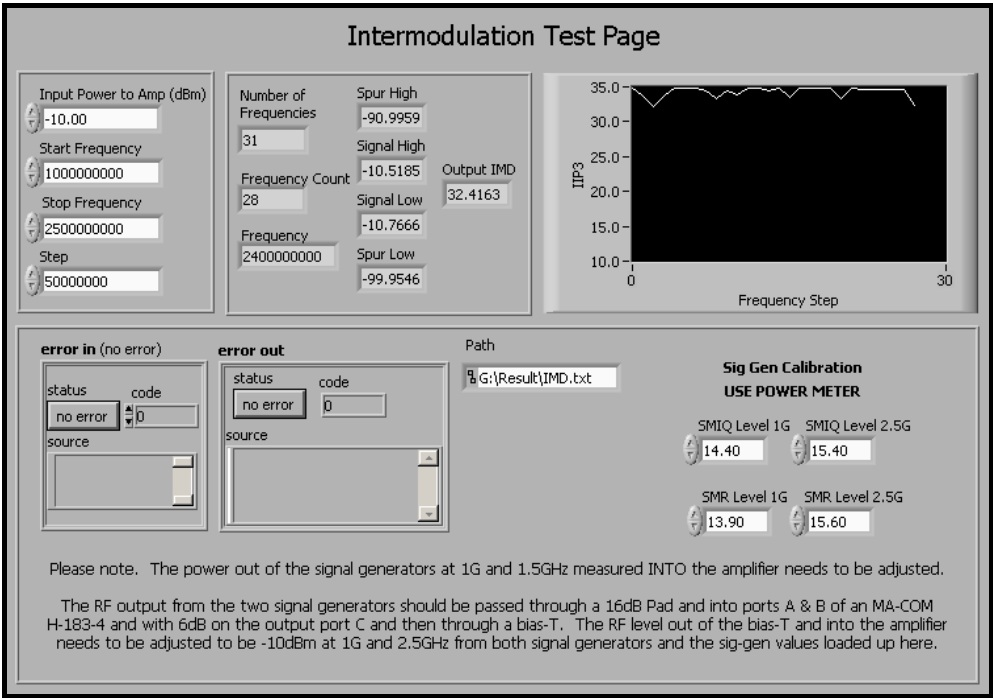 Intermodulation Test Page
Input Power to Amp (dBm)
-10.00
Start Frequency
1000000000
Stop Frequency
2500000000
Step
50000000
Number of
Frequencies
31
Frequency Count
28
Frequency
2400000000
Spur High
-90.9959
Signal High
-10.5185
Signal Low
-10.7666
Spur Low
-99.9546
Output IMD
32.4163
35.0
30.0
25.0
20.0
15.0
10.0
IIP3
0
30
Frequency Step
error in (no error)
status
no error
code
0
source
error out
status
no error
code
0
source
Path
G:\Result\IMD.txt
Sig Gen Calibration
USE POWER METER
SMIQ Level 1G
14.40
SMIQ Level 2.5G
15.40
SMR Level 1G
13.90
SMR Level 2.5G
15.60
Please note. The power out of the signal generators at 1G and 1.5GHz measured INTO the amplifier needs to be adjusted.
The RF output from the two signal generators should be passed through a 16dB Pad and into ports A & B of an MA-COM
H-183-4 and with 6dB on the output port C and then through a bias-T. The RF level out of the bias-T and into the amplifier
needs to be adjusted to be -10dBm at 1G and 2.5GHz from both signal generators and the sig-gen values loaded up here.